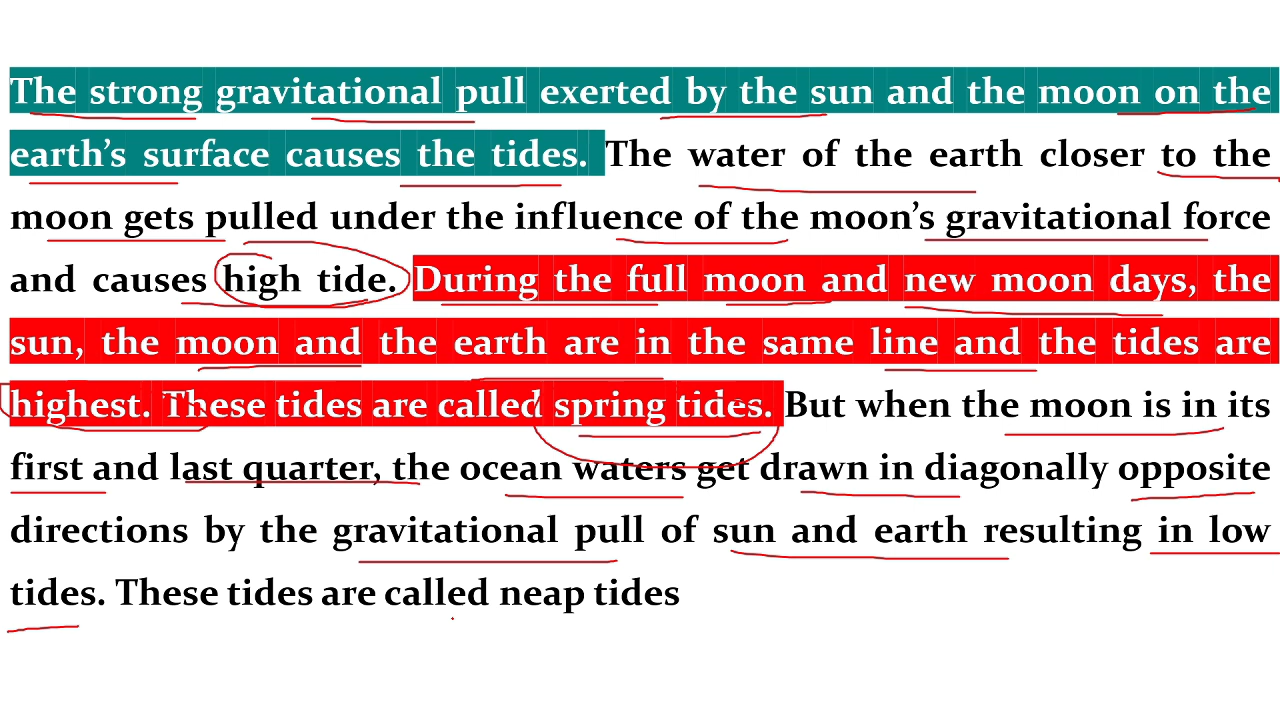 The strong gravitational pull exerted by the sun and the moon on the
earth’s surface causes the tides. The water of the earth closer to the
moon gets pulled under the influence of the moon’s gravitational force
and causes high tide. During the full moon and new moon days, the
sun, the moon and the earth are in the same line and the tides are
highest. These tides are called spring tides. But when the moon is in its
first and last quarter, the ocean waters get drawn in diagonally opposite
directions by the gravitational pull of sun and earth resulting in low
tides. These tides are called neap tides